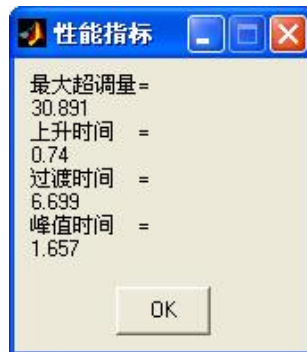 性能指标
最大超调量=
30.891
上升时间 =
0.74
过渡时间 =
6.699
峰值时间 =
1.657
OK